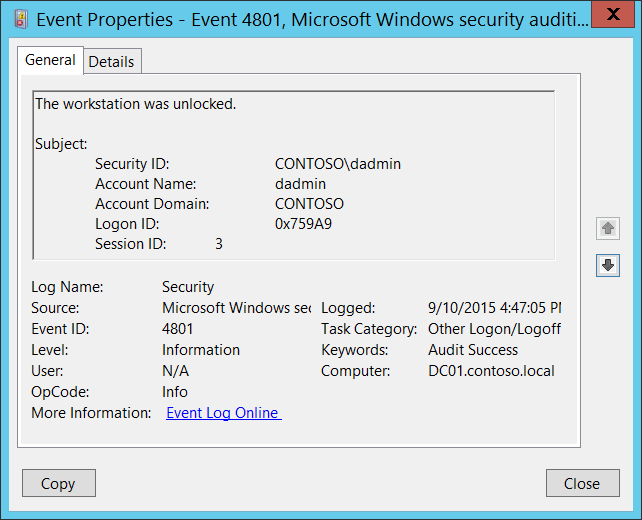 Event Properties - Event 4801, Microsoft Windows security auditi...
X
General Details
The workstation was unlocked.
Subject:
Security ID: CONTOSO\dadmin
Account Name: dadmin
Account Domain: CONTOSO
Logon ID: 0x759A9
Session ID: 3
Log Name: Security
Source: Microsoft Windows sec Logged: 9/10/2015 4:47:05 PM
Event ID: 4801 Task Category: Other Logon/Logoff
Level: Information Keywords: Audit Success
User: N/A Computer: DC01.contoso.local
OpCode: Info
More Information: Event Log Online
Copy Close